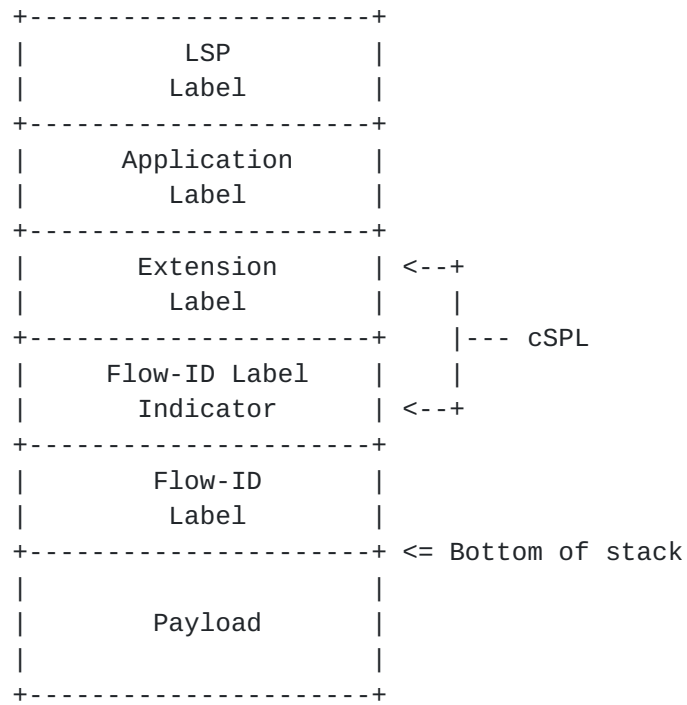 +----------------------+
|          LSP         |
|         Label        |
+----------------------+
|      Application     |
|         Label        |
+----------------------+
|       Extension      | <--+
|         Label        |    |
+----------------------+    |--- cSPL
|     Flow-ID Label    |    |
|       Indicator      | <--+
+----------------------+
|        Flow-ID       |
|         Label        |
+----------------------+ <= Bottom of stack
|                      |
|        Payload       |
|                      |
+----------------------+